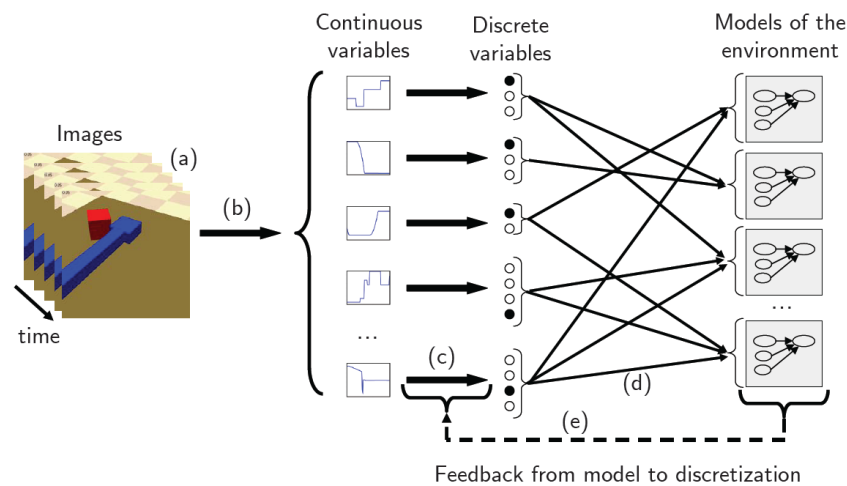 Continuous
variables
Discrete
variables
Models of the
environment
Images
(a)
(b)
time
...
...
(c)
(d)
(e)
Feedback from model to discretization